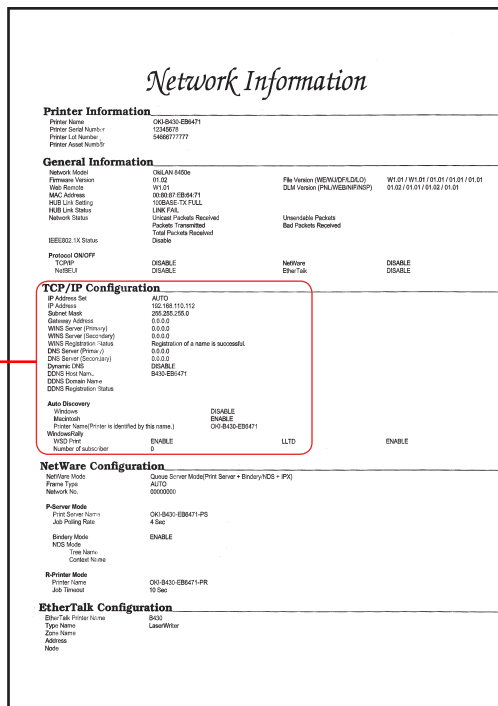 Network Information
Printer Information
Printer Name OKI-B430-EB6471
Printer Serial Number 12345678
Printer Lot Number 54666777777
Printer Asset Number
General Information
Network Model OkiLAN 8450e
Firmware Version 01.02 File Version (WE/WJ/DF/LD/LO) W1.01 / W1.01 / 01.01 / 01.01 / 01.01
Web Remote W1.01 DLM Version (PNL/WEB/NIF/NSP) 01.02 / 01.01 / 01.02 / 01.01
MAC Address 00:80:87:EB:64:71
HUB Link Setting 100BASE-TX FULL
HUB Link Status LINK FAIL
Network Status Unicast Packets Received Unsendable Packets
Packets Transmitted Bad Packets Received
Total Packets Received
IEEE802.1X Status Disable
Protocol ON/OFF
TCP/IP DISABLE NetWare DISABLE
NetBEUI DISABLE EtherTalk DISABLE
TCP/IP Configuration
IP Address Set AUTO
IP Address 192.168.110.112
Subnet Mask 255.255.255.0
Gateway Address 0.0.0.0
WINS Server (Primary) 0.0.0.0
WINS Server (Secondary) 0.0.0.0
WINS Registration Status Registration of a name is successful.
DNS Server (Primary) 0.0.0.0
DNS Server (Secondary) 0.0.0.0
Dynamic DNS DISABLE
DDNS Host Name B430-EB6471
DDNS Domain Name
DDNS Registration Status
Auto Discovery
Windows DISABLE
Macintosh ENABLE
Printer Name(Printer is identified by this name.) OKI-B430-EB6471
WindowsRally
WSD Print ENABLE LLTD ENABLE
Number of subscriber 0
NetWare Configuration
NetWare Mode Queue Server Mode(Print Server + Bindery/NDS + IPX)
Frame Type AUTO
Network No. 00000000
P-Server Mode
Print Server Name OKI-B430-EB6471-PS
Job Polling Rate 4 Sec
Bindery Mode ENABLE
NDS Mode
Tree Name
Context Name
R-Printer Mode
Printer Name OKI-B430-EB6471-PR
Job Timeout 10 Sec
EtherTalk Configuration
EtherTalk Printer Name B430
Type Name LaserWriter
Zone Name
Address
Node